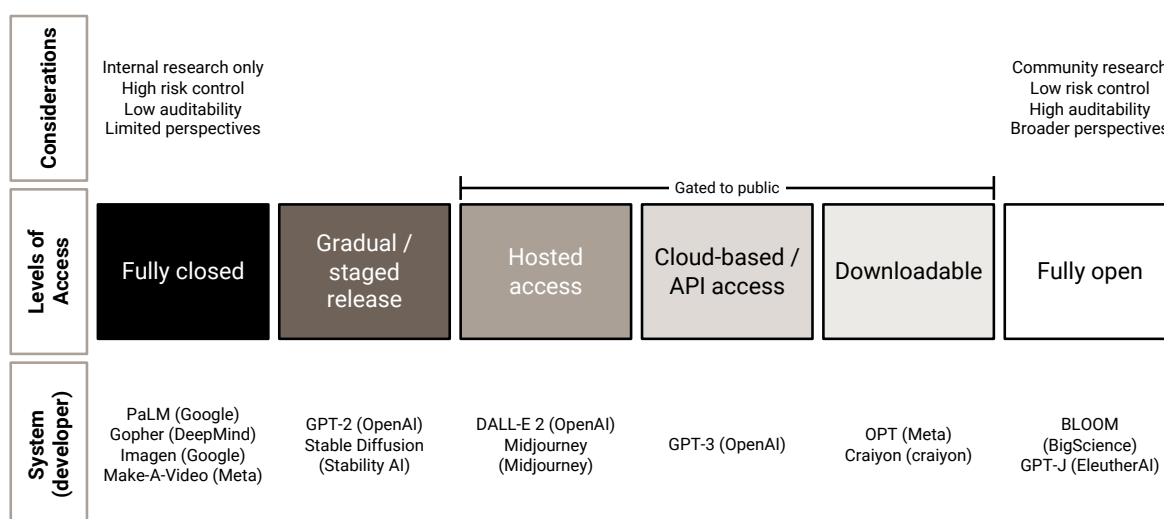 Considerations
Internal research only
High risk control
Low auditability
Limited perspectives
Community research
Low risk control
High auditability
Broader perspectives
Gated to public
Levels of
Access
Fully closed
Gradual /
staged
release
Hosted
access
Cloud-based /
API access
Downloadable
Fully open
System
(developer)
PaLM (Google)
Gopher (DeepMind)
Imagen (Google)
Make-A-Video (Meta)
GPT-2 (OpenAI)
Stable Diffusion
(Stability AI)
DALL-E 2 (OpenAI)
Midjourney
(Midjourney)
GPT-3 (OpenAI)
OPT (Meta)
Craiyon (craiyon)
BLOOM
(BigScience)
GPT-J (EleutherAI)